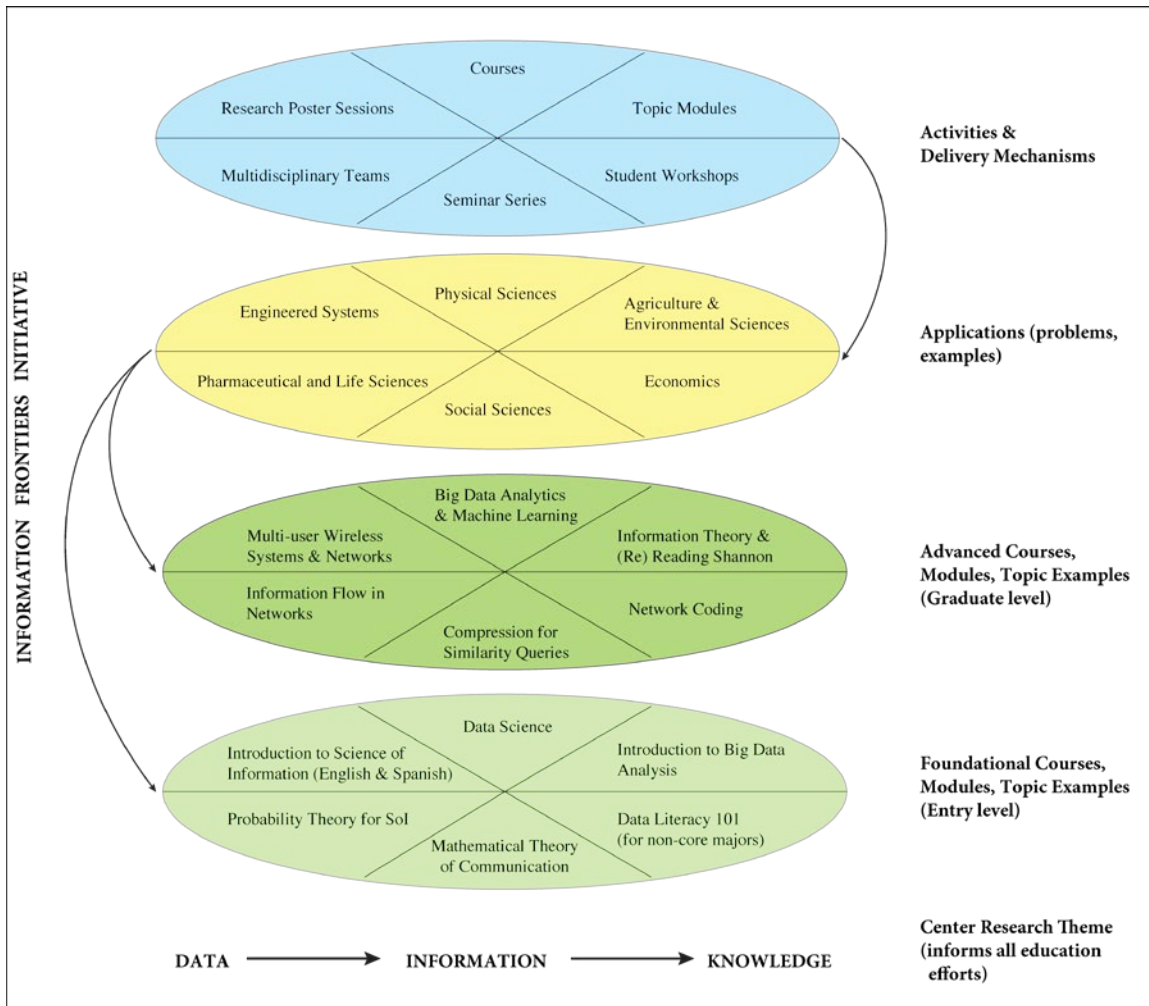 INFORMATION FRONTIERS INITIATIVE
Courses
Research Poster Sessions
Topic Modules
Multidisciplinary Teams
Student Workshops
Seminar Series
Activities &
Delivery Mechanisms
Physical Sciences
Engineered Systems
Agriculture &
Environmental Sciences
Pharmaceutical and Life Sciences
Economics
Social Sciences
Applications (problems,
examples)
Big Data Analytics
& Machine Learning
Multi-user Wireless
Systems & Networks
Information Theory &
(Re) Reading Shannon
Information Flow in
Networks
Network Coding
Compression for
Similarity Queries
Advanced Courses,
Modules, Topic Examples
(Graduate level)
Data Science
Introduction to Science of
Information (English & Spanish)
Introduction to Big Data
Analysis
Probability Theory for SoI
Data Literacy 101
(for non-core majors)
Mathematical Theory
of Communication
Foundational Courses,
Modules, Topic Examples
(Entry level)
DATA
INFORMATION
KNOWLEDGE
Center Research Theme
(informs all education
efforts)